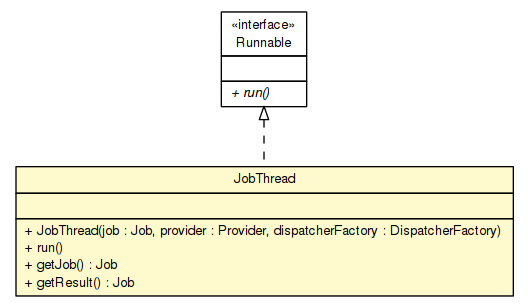 «interface»
Runnable
+ run()
JobThread
+ JobThread(job : Job, provider : Provider, dispatcherFactory : DispatcherFactory)
+ run()
+ getJob() : Job
+ getResult() : Job